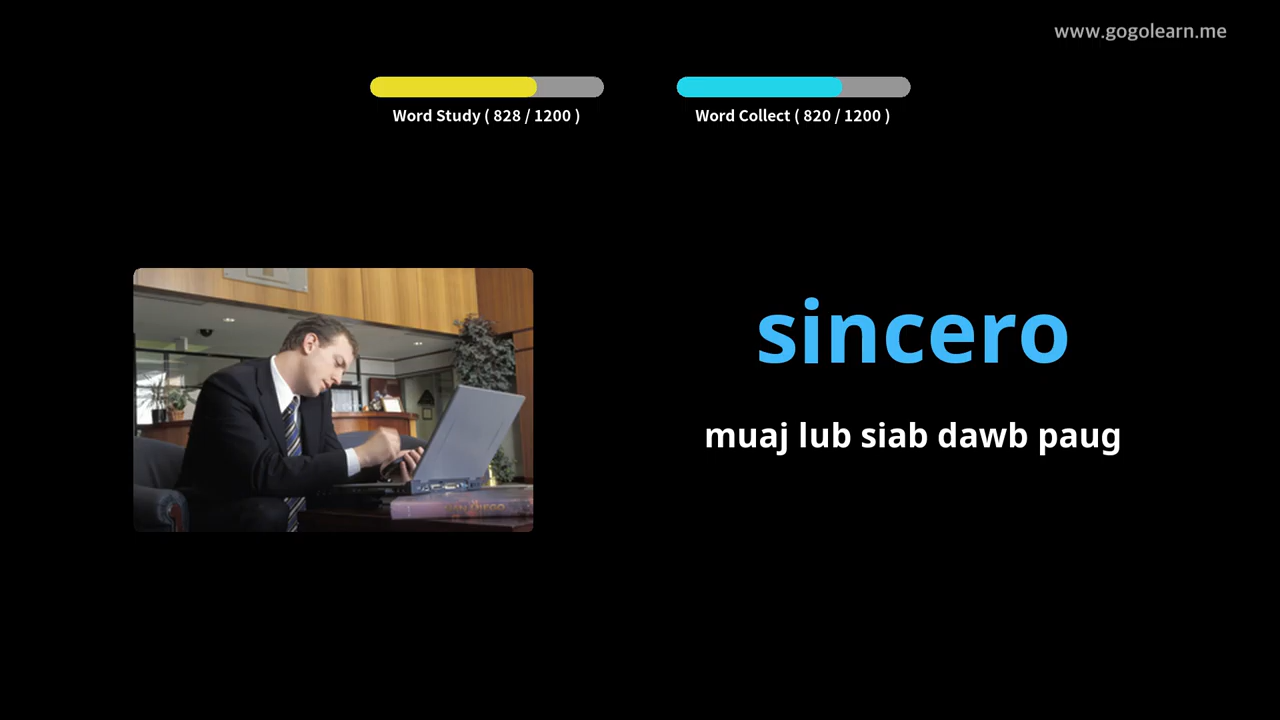 www.gogolearn.me
Word Study ( 828 / 1200 )
Word Collect ( 820 / 1200 )
sincero
muaj lub siab dawb paug